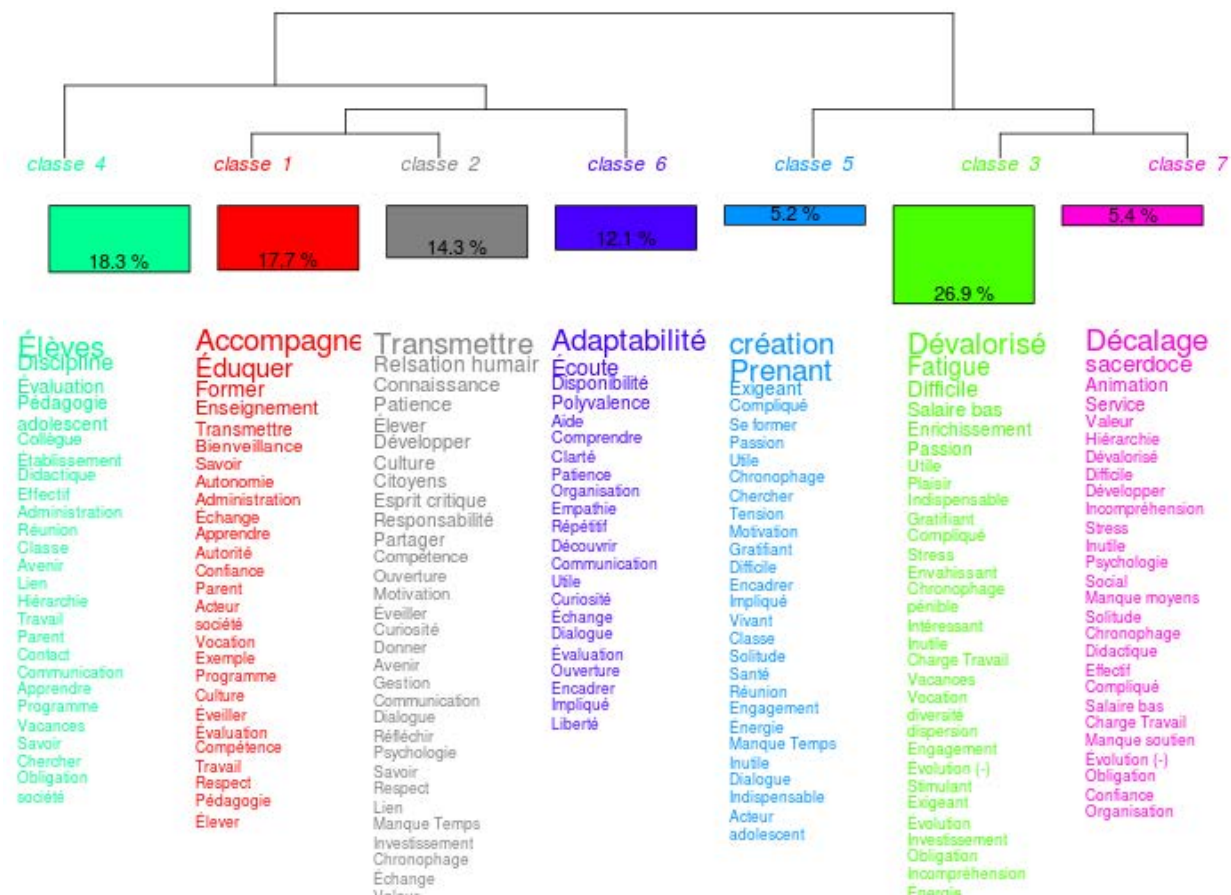 classe 4
classe 1
classe 2
classe 6
classe 5
classe 3
classe 7
18.3 %
17.7 %
14.3 %
12.1 %
5.2 %
26.9 %
5.4 %
Élèves
Discipline
Évaluation
Pédagogie
adolescent
Collègue
Établissement
Didactique
Effectif
Administration
Réunion
Classe
Avenir
Lien
Hiérarchie
Travail
Parent
Contact
Communication
Apprendre
Programme
Vacances
Savoir
Chercher
Obligation
société
Accompagne
Éduquer
Former
Enseignement
Transmettre
Bienveillance
Savoir
Autonomie
Administration
Échange
Apprendre
Autorité
Confiance
Parent
Acteur
société
Vocation
Exemple
Programme
Culture
Éveiller
Évaluation
Compétence
Travail
Respect
Pédagogie
Élever
Transmettre
Relsation humair
Connaissance
Patience
Élever
Développer
Culture
Citoyens
Esprit critique
Responsabilité
Partager
Compétence
Ouverture
Motivation
Éveiller
Curiosité
Donner
Avenir
Gestion
Communication
Dialogue
Réfléchir
Psychologie
Savoir
Respect
Lien
Manque Temps
Investissement
Chronophage
Échange
Adaptabilité
Écoute
Disponibilité
Polyvalence
Aide
Comprendre
Clarté
Patience
Organisation
Empathie
Répétitif
Découvrir
Communication
Utile
Curiosité
Échange
Dialogue
Évaluation
Ouverture
Encadrer
Impliqué
Liberté
création
Prenant
Exigeant
Compliqué
Se former
Passion
Utile
Chronophage
Chercher
Tension
Motivation
Gratifiant
Difficile
Encadrer
Impliqué
Vivant
Classe
Solitude
Santé
Réunion
Engagement
Énergie
Manque Temps
Inutile
Dialogue
Indispensable
Acteur
adolescent
Dévalorisé
Fatigue
Difficile
Salaire bas
Enrichissement
Passion
Utile
Plaisir
Indispensable
Gratifiant
Compliqué
Stress
Envahissant
Chronophage
pénible
Intéressant
Inutile
Charge Travail
Vacances
Vocation
diversité
dispersion
Engagement
Évolution (-)
Stimulant
Exigeant
Évolution
Investissement
Obligation
Incompréhension
Énergie
Décalage
sacerdoce
Animation
Service
Valeur
Hiérarchie
Dévalorisé
Difficile
Développer
Incompréhension
Stress
Inutile
Psychologie
Social
Manque moyens
Solitude
Chronophage
Didactique
Effectif
Compliqué
Salaire bas
Charge Travail
Manque soutien
Évolution (-)
Obligation
Confiance
Organisation